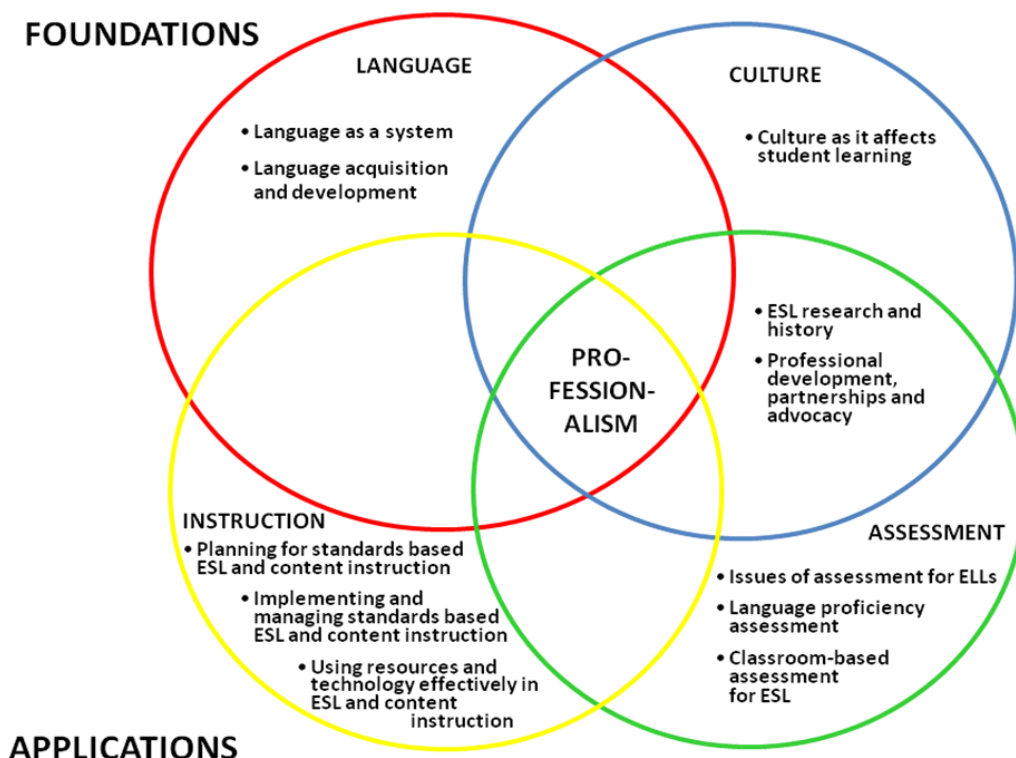 FOUNDATIONS
LANGUAGE
• Language as a system
• Language acquisition
and development
CULTURE
• Culture as it affects
student learning
PRO-
FESSION-
ALISM
• ESL research and
history
• Professional
development,
partnerships and
advocacy
INSTRUCTION
• Planning for standards based
ESL and content instruction
• Implementing and
managing standards based
ESL and content instruction
• Using resources and
technology effectively in
ESL and content
instruction
ASSESSMENT
• Issues of assessment for ELLs
• Language proficiency
assessment
• Classroom-based
assessment
for ESL
APPLICATIONS